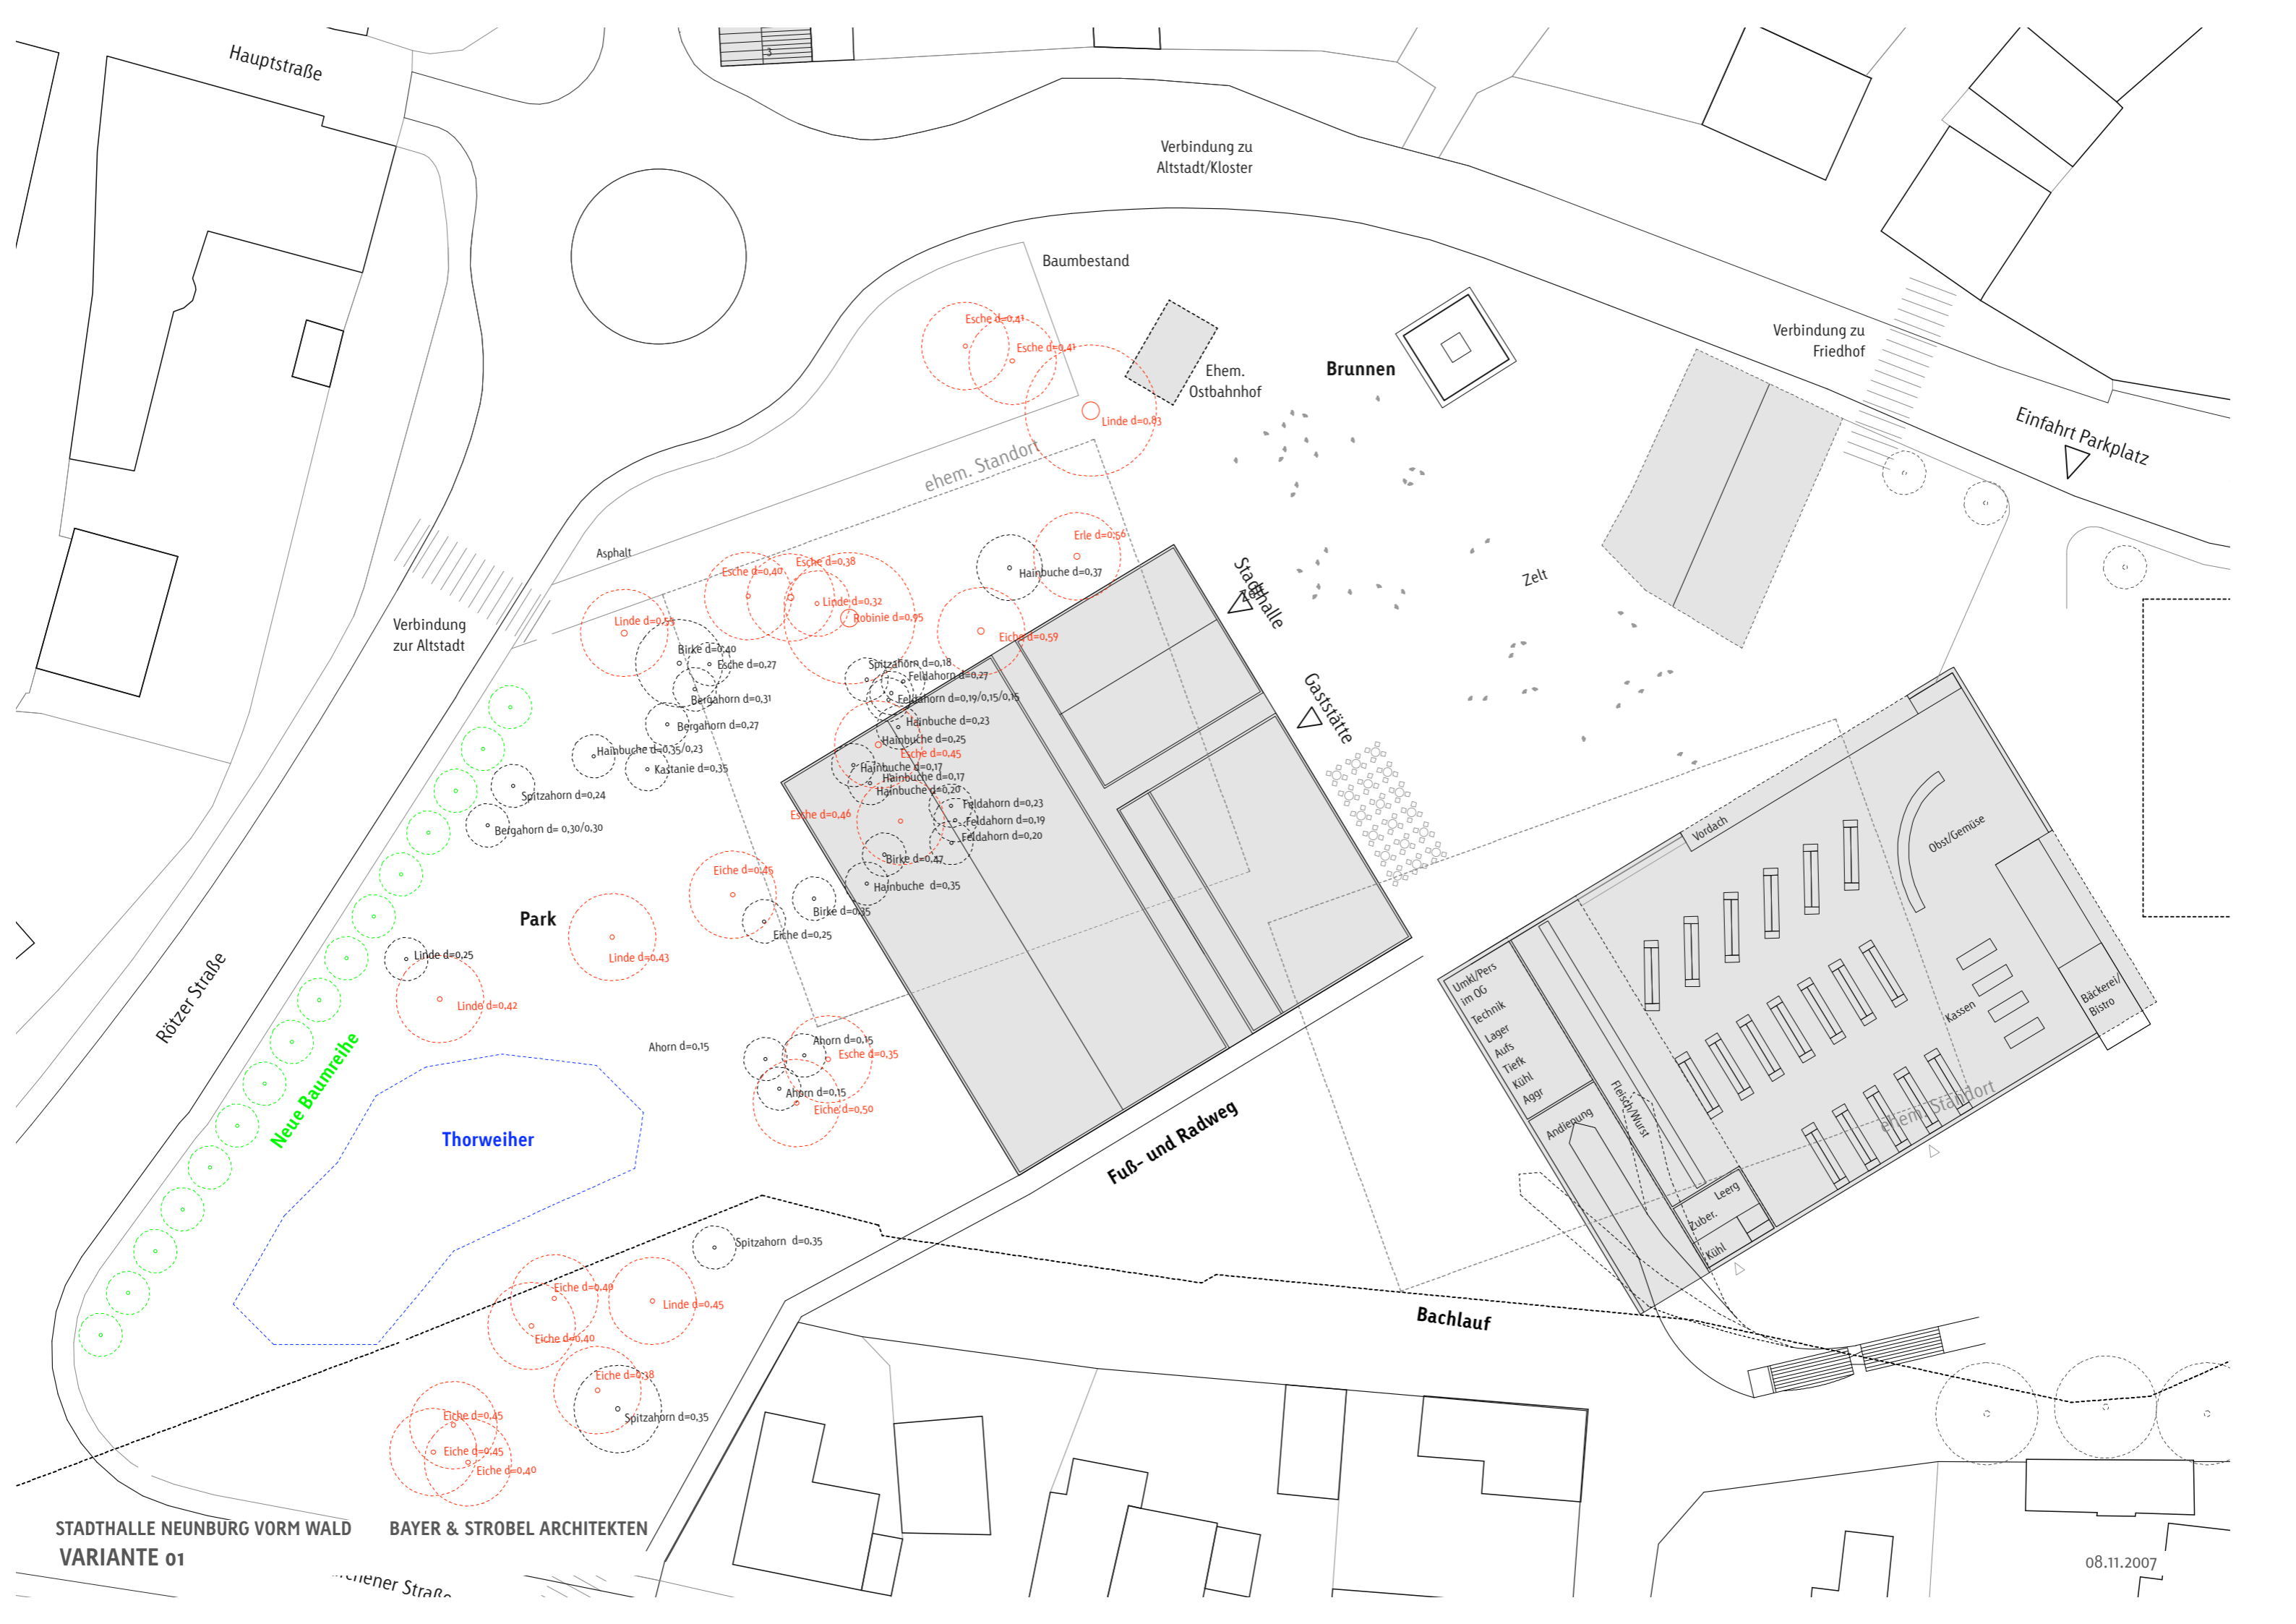 Hauptstraße
3
Verbindung zu
Altstadt/Kloster
Baumbestand
Esche d=0,41
Esche d=0,41
Linde d=0,83
Ehem.
Ostbahnhof
Brunnen
Verbindung zu
Friedhof
Einfahrt Parkplatz
ehem. Standort
Asphalt
Verbindung
zur Altstadt
Esche d=0,40
Esche d=0,38
Linde d=0,32
Robinie d=0,95
Linde d=0,53
Erle d=0,56
Hainbuche d=0,37
Eiche d=0,59
Stadthalle
Zelt
Gaststätte
Birke d=0,40
Esche d=0,27
Bergahorn d=0,31
Bergahorn d=0,27
Hainbuche d=0,35/0,23
Kastanie d=0,35
Spitzahorn d=0,24
Bergahorn d= 0,30/0,30
Spitzahorn d=0,18
Feldahorn d=0,27
Feldahorn d=0,19/0,15/0,15
Hainbuche d=0,23
Hainbuche d=0,25
Esche d=0,45
Hainbuche d=0,17
Hainbuche d=0,17
Hainbuche d=0,20
Feldahorn d=0,23
Feldahorn d=0,19
Feldahorn d=0,20
Esche d=0,46
Birke d=0,47
Hainbuche d=0,35
Eiche d=0,45
Birke d=0,35
Eiche d=0,25
Park
Linde d=0,43
Linde d=0,25
Linde d=0,42
Rötzer Straße
Neue Baumreihe
Thorweiher
Ahorn d=0,15
Ahorn d=0,15
Esche d=0,35
Ahorn d=0,15
Eiche d=0,50
Fuß- und Radweg
Vordach
Obst/Gemüse
Umkl/Pers
im OG
Technik
Lager
Aufs
Tiefk
Kühl
Aggr
Andienung
Fleisch/Wurst
Kassen
Bäckerei/
Bistro
ehem. Standort
Leerg
Zuber.
Kühl
Spitzahorn d=0,35
Eiche d=0,40
Linde d=0,45
Eiche d=0,40
Eiche d=0,38
Spitzahorn d=0,35
Eiche d=0,45
Eiche d=0,45
Eiche d=0,40
Bachlauf
STADTHALLE NEUNBURG VORM WALD
BAYER & STROBEL ARCHITEKTEN
VARIANTE 01
08.11.2007
Straße